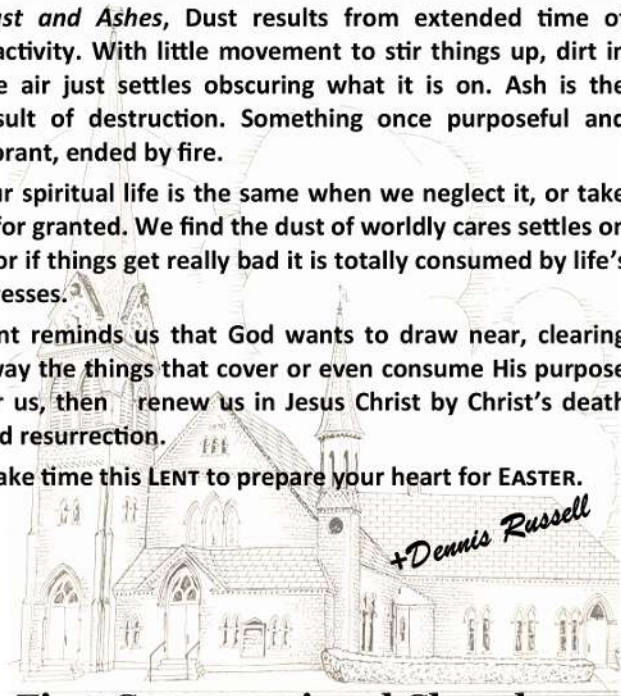 ust and Ashes, Dust results from extended time of
activity. With little movement to stir things up, dirt in
e air just settles obscuring what it is on. Ash is the
sult of destruction. Something once purposeful and
brant, ended by fire.
ur spiritual life is the same when we neglect it, or take
for granted. We find the dust of worldly cares settles on
or if things get really bad it is totally consumed by life's
esses.
nt reminds us that God wants to draw near, clearing
way the things that cover or even consume His purpose
r us, then renew us in Jesus Christ by Christ's death
d resurrection.
ake time this LENT to prepare your heart for EASTER.
+Dennis Russell